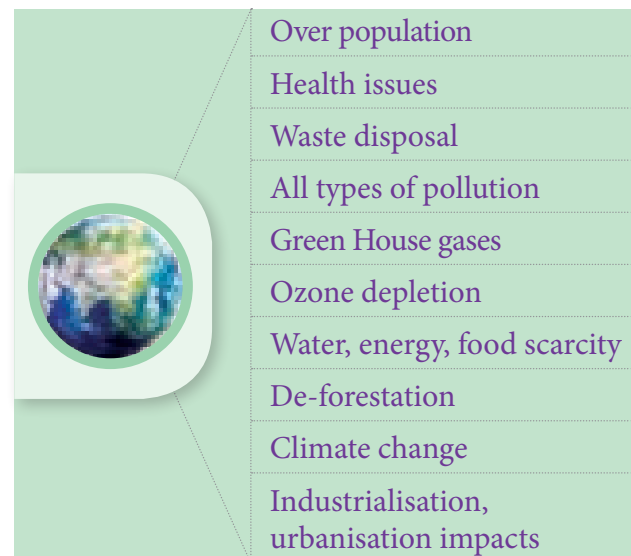 Over population
Health issues
Waste disposal
All types of pollution
Green House gases
Ozone depletion
Water, energy, food scarcity
De-forestation
Climate change
Industrialisation,
urbanisation impacts